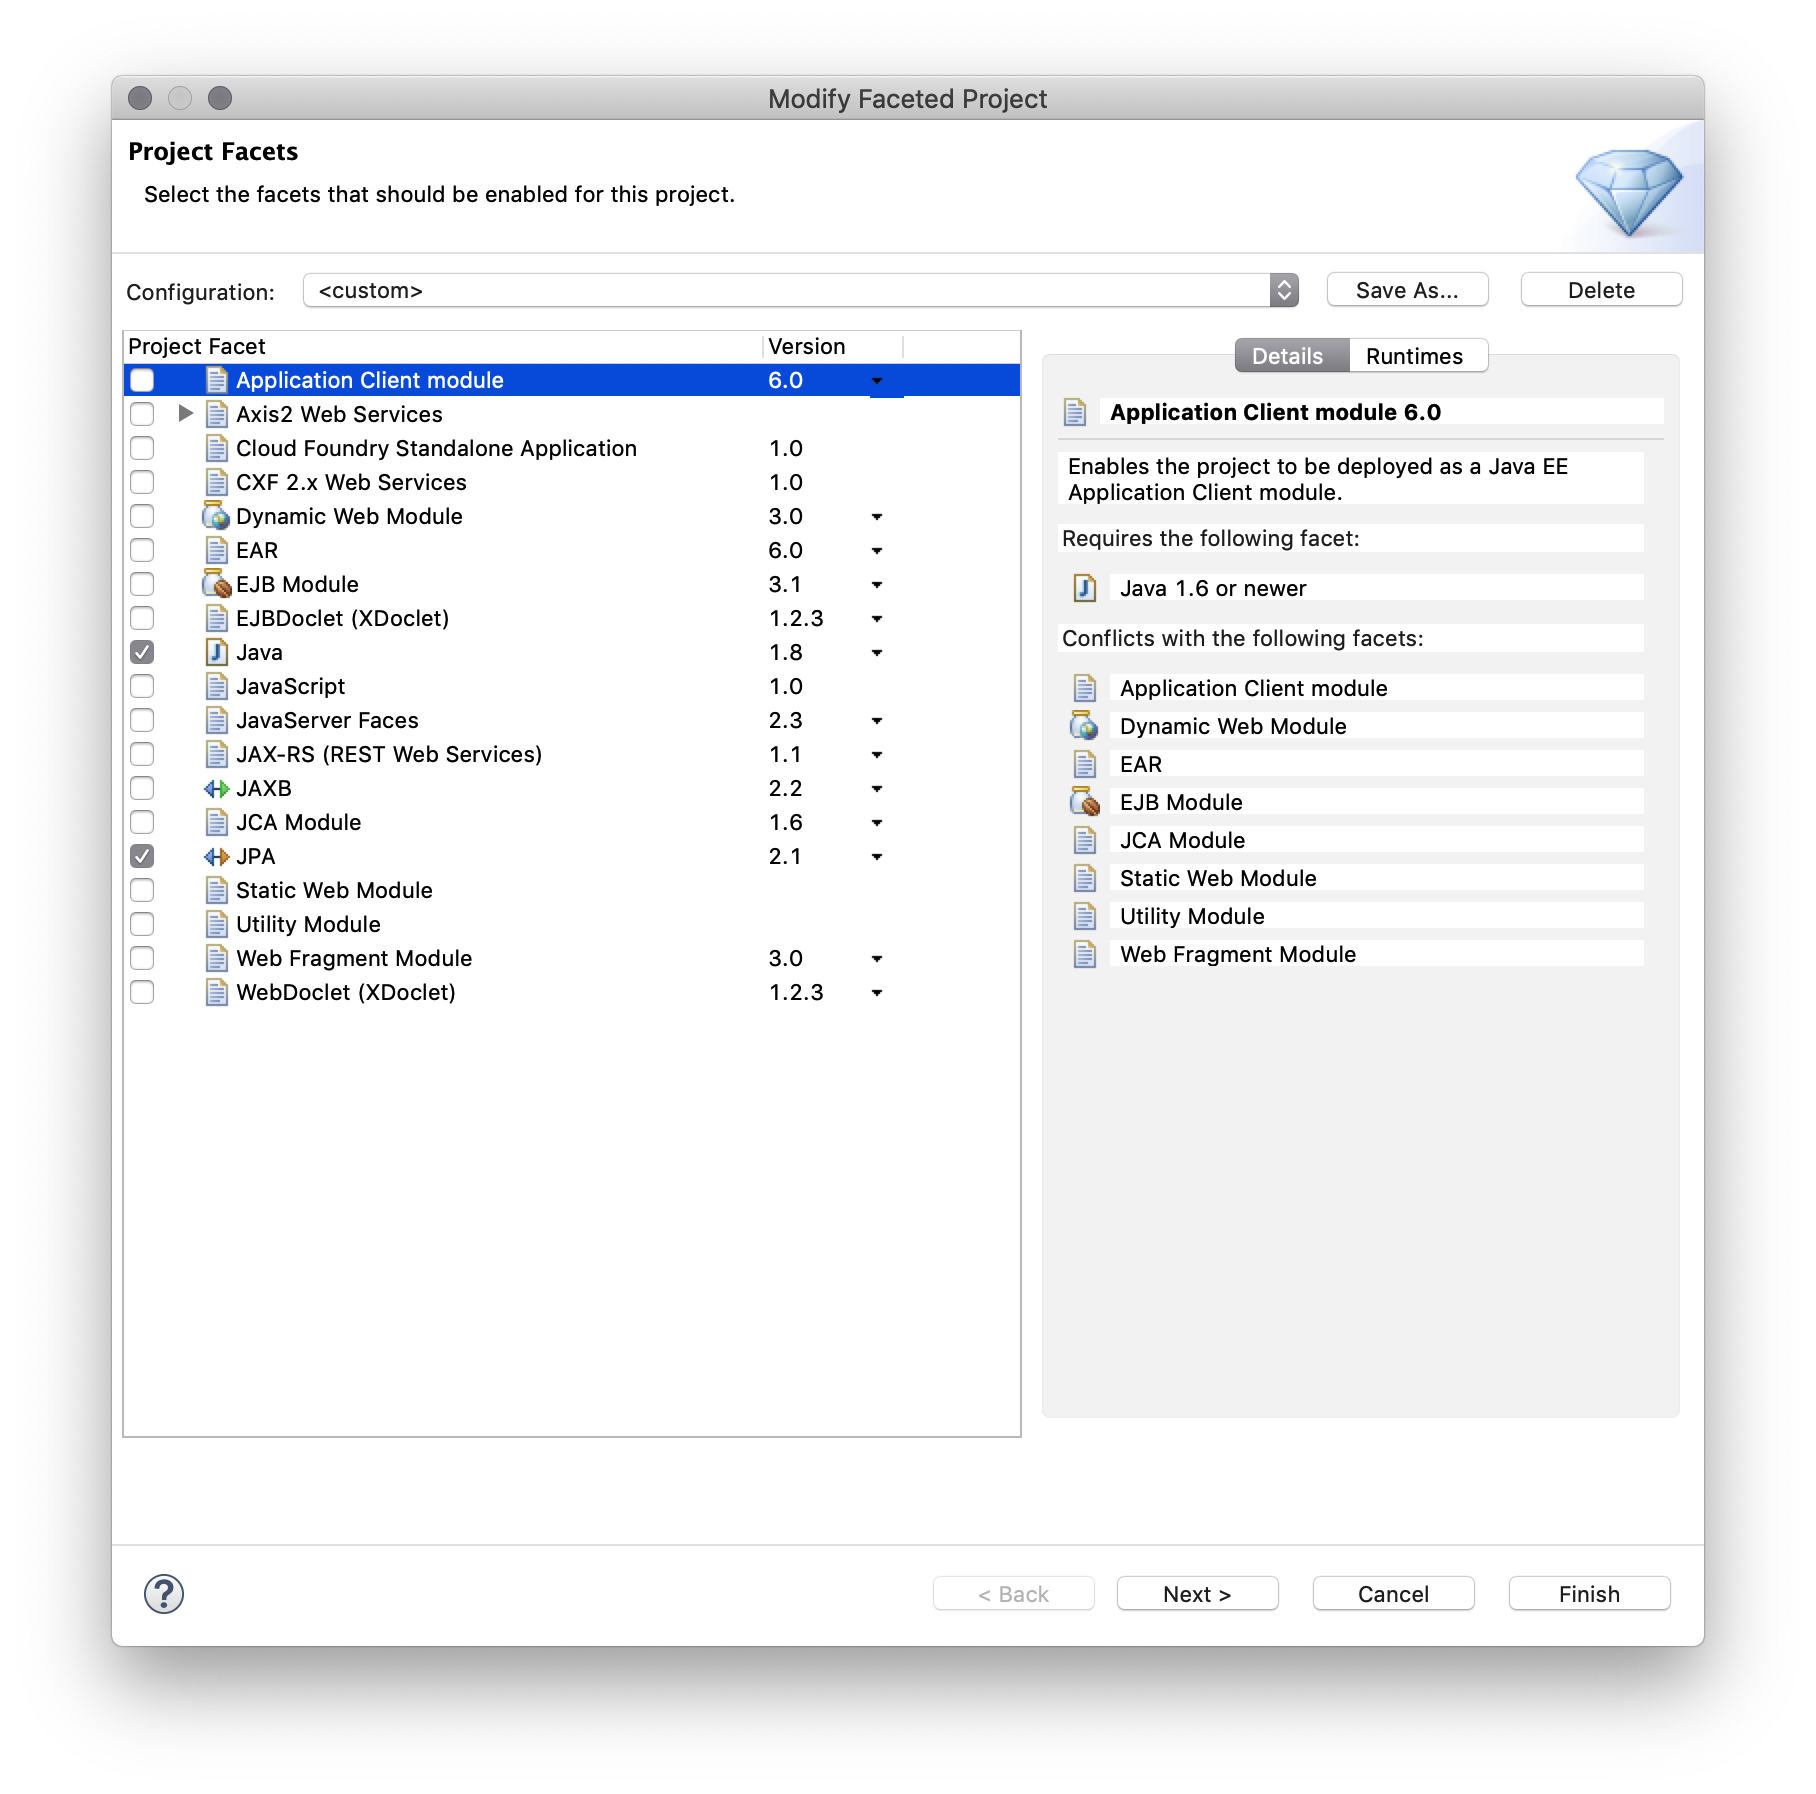 Modify Faceted Project
Project Facets
Select the facets that should be enabled for this project.
Configuration: <custom> Save As... Delete
Project Facet Version
Application Client module 6.0
Axis2 Web Services
Cloud Foundry Standalone Application 1.0
CXF 2.x Web Services 1.0
Dynamic Web Module 3.0
EAR 6.0
EJB Module 3.1
EJBDoclet (XDoclet) 1.2.3
Java 1.8
JavaScript 1.0
JavaServer Faces 2.3
JAX-RS (REST Web Services) 1.1
JAXB 2.2
JCA Module 1.6
JPA 2.1
Static Web Module
Utility Module
Web Fragment Module 3.0
WebDoclet (XDoclet) 1.2.3
Details Runtimes
Application Client module 6.0
Enables the project to be deployed as a Java EE
Application Client module.
Requires the following facet:
Java 1.6 or newer
Conflicts with the following facets:
Application Client module
Dynamic Web Module
EAR
EJB Module
JCA Module
Static Web Module
Utility Module
Web Fragment Module
? < Back Next > Cancel Finish